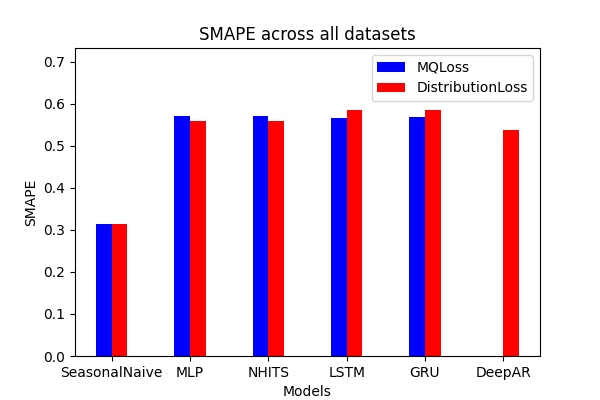 SMAPE across all datasets
MQLoss
DistributionLoss
SMAPE
0.7
0.6
0.5
0.4
0.3
0.2
0.1
0.0
SeasonalNaive MLP NHITS LSTM GRU DeepAR
Models